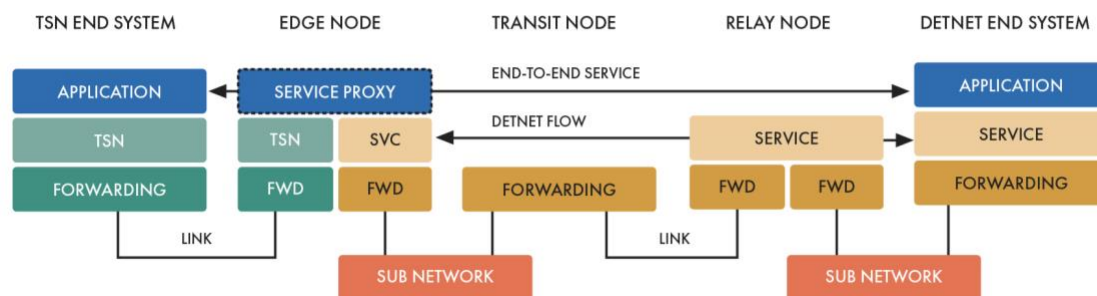 TSN END SYSTEM
EDGE NODE
TRANSIT NODE
RELAY NODE
DETNET END SYSTEM
APPLICATION
SERVICE PROXY
END-TO-END SERVICE
APPLICATION
TSN
TSN
SVC
DETNET FLOW
SERVICE
SERVICE
FORWARDING
FWD
FWD
FORWARDING
FWD
FWD
FORWARDING
LINK
LINK
SUB NETWORK
SUB NETWORK